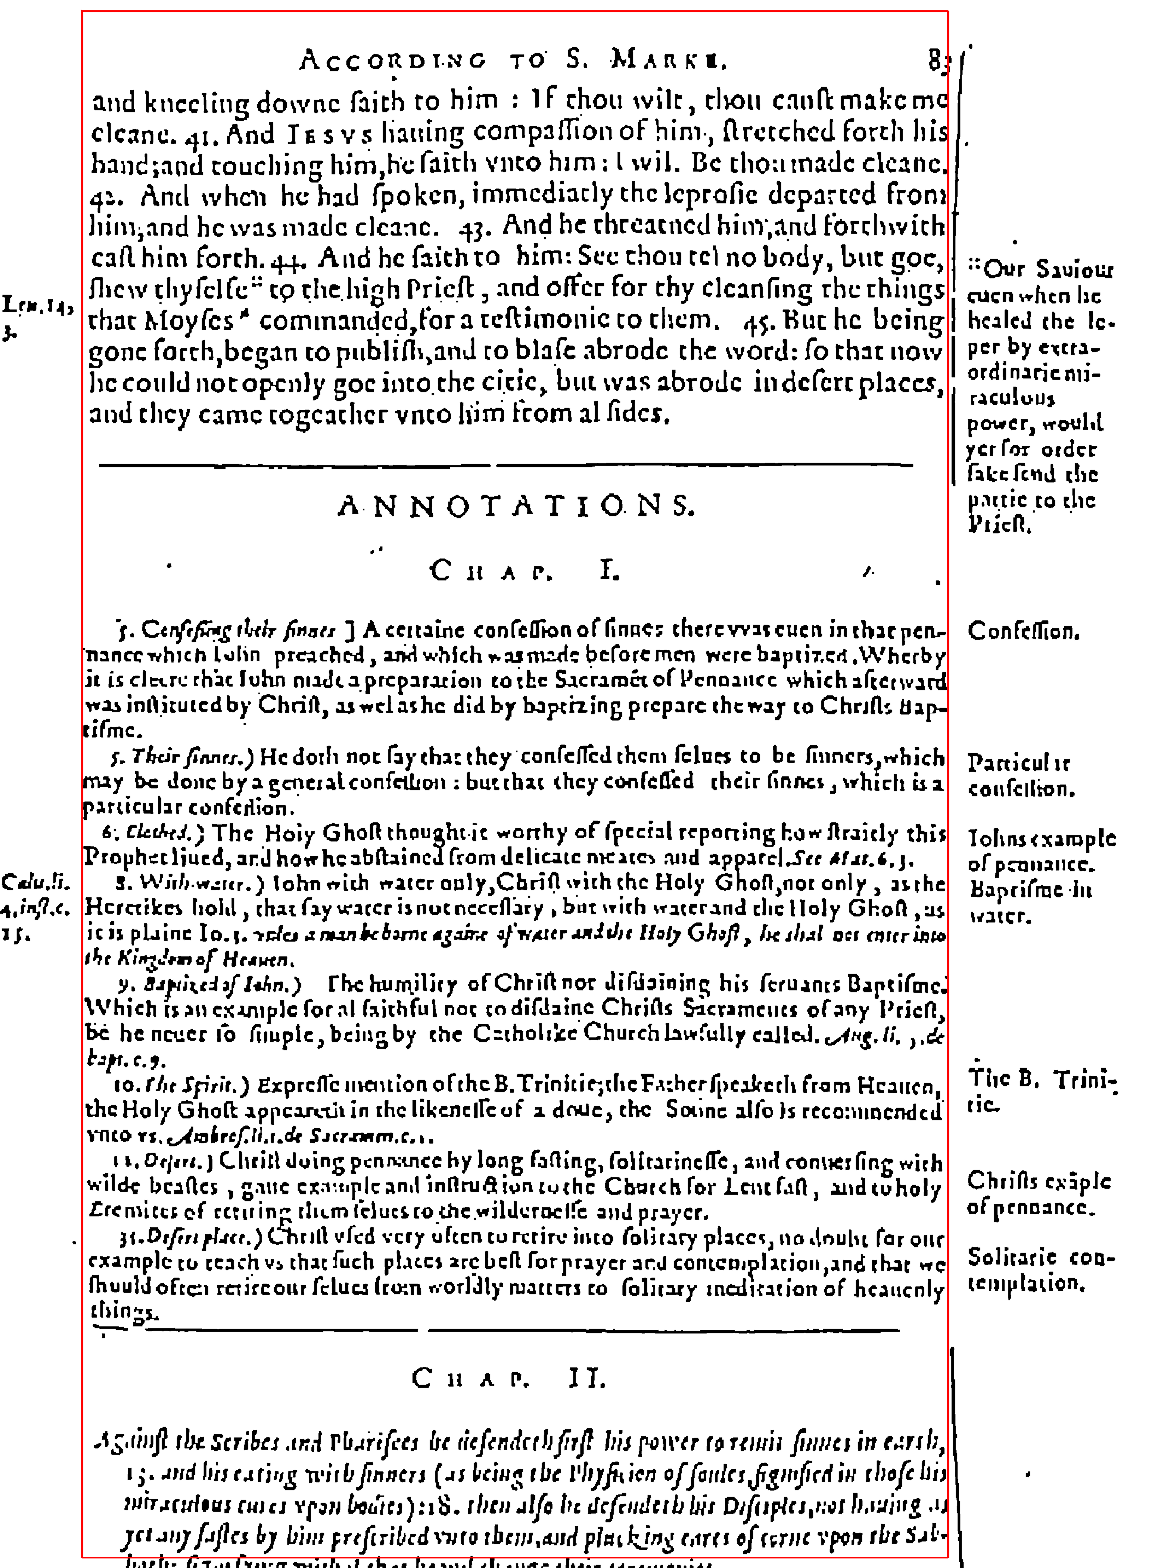 ACCORDING TO S. MARKE. 83
and kneeling downe ſaith to him : If thou wilt, thou canſt make me
cleane. 41. And IESVS hauing compaſſion of him, ſtretched forth his
hand; and touching him, he ſaith vnto him: I wil. Be thou made cleane.
42. And when he had ſpoken, immediatly the leproſie departed from
him, and he was made cleane. 43. And he threatned him, and forthwith
caſt him forth. 44. And he ſaith to him: See thou tel no body, but goe,
ſhew thyſelfe :: to the high Prieſt, and offer for thy cleanſing the things
that Moyſes * commanded, for a teſtimonie to them. 45. But he being
gone forth, began to publiſh, and to blaſe abrode the word: ſo that now
he could not openly goe into the citie, but was abrode in deſert places,
and they came togeather vnto him from al ſides.
Leu. 14,
3.
:: Our Sauiour
euen when he
healed the le-
per by extra-
ordinarie mi-
raculous
power, would
yet for order
ſake ſend the
partie to the
Prieſt.
ANNOTATIONS.
CHAP. I.
5. Confeſſing their ſinnes ] A certaine confeſſion of ſinnes there vvas euen in that pen-
nance which Iohn preached, and which was made before men were baptized. Wherby
it is cleere that Iohn made a preparation to the Sacramēt of Pennance which afterward
was inſtituted by Chriſt, as wel as he did by baptizing prepare the way to Chriſts Bap-
tiſme.
5. Their ſinnes.) He doth not ſay that they confeſſed them ſelues to be ſinners, which
may be done by a general confeſſion : but that they confeſſed their ſinnes, which is a
particular confeſſion.
6. Clothed.) The Holy Ghoſt thought it worthy of ſpecial reporting how ſtraitly this
Prophet liued, and how he abſtained from delicate meates and apparel. See Mat. 6, 3.
8. With water.) Iohn with water only, Chriſt with the Holy Ghoſt, not only, as the
Heretikes hold, that ſay water is not neceſſary, but with water and the Holy Ghoſt, as
it is plaine Io. 3. vnles a man be borne againe of water and the Holy Ghoſt, he ſhal not enter into
the Kingdom of Heauen.
9. Baptized of Iohn.) The humility of Chriſt not diſdaining his ſeruants Baptiſme.
Which is an example for al faithful not to diſdaine Chriſts Sacraments of any Prieſt,
be he neuer ſo ſimple, being by the Catholike Church lawfully called. Aug. li. 5. de
bapt. c. 9.
10. The Spirit.) Expreſſe mention of the B. Trinitie; the Father ſpeaketh from Heauen,
the Holy Ghoſt appeareth in the likeneſſe of a doue, the Sonne alſo is recommended
vnto vs. Ambroſ. li. 1. de Sacramm. c. 1.
12. Deſert.) Chriſt doing pennance by long faſting, ſolitarineſſe, and conuerſing with
wilde beaſtes, gaue example and inſtruction to the Church for Lent faſt, and to holy
Eremites of retiring them ſelues to the wilderneſſe and prayer.
35. Deſert place.) Chriſt vſed very often to retire into ſolitary places, no doubt for our
example to teach vs that ſuch places are beſt for prayer and contemplation, and that we
ſhould often retire our ſelues from worldly matters to ſolitary meditation of heauenly
things.
Confeſſion.
Particular
confeſſion.
Iohns example
of pennance.
Baptiſme in
water.
Calu. li.
4. inſt. c.
15.
The B. Trini-
tie.
Chriſts exāple
of pennance.
Solitarie con-
templation.
CHAP. II.
Againſt the Scribes and Phariſees he defendeth firſt his power to remit ſinnes in earth,
15. and his eating with ſinners (as being the Phyſicien of ſoules, ſignified in thoſe his
miraculous cures vpon bodies): 18. then alſo he defendeth his Diſciples, not hauing as
yet any faſtes by him preſcribed vnto them, and plucking eares of corne vpon the Sab-